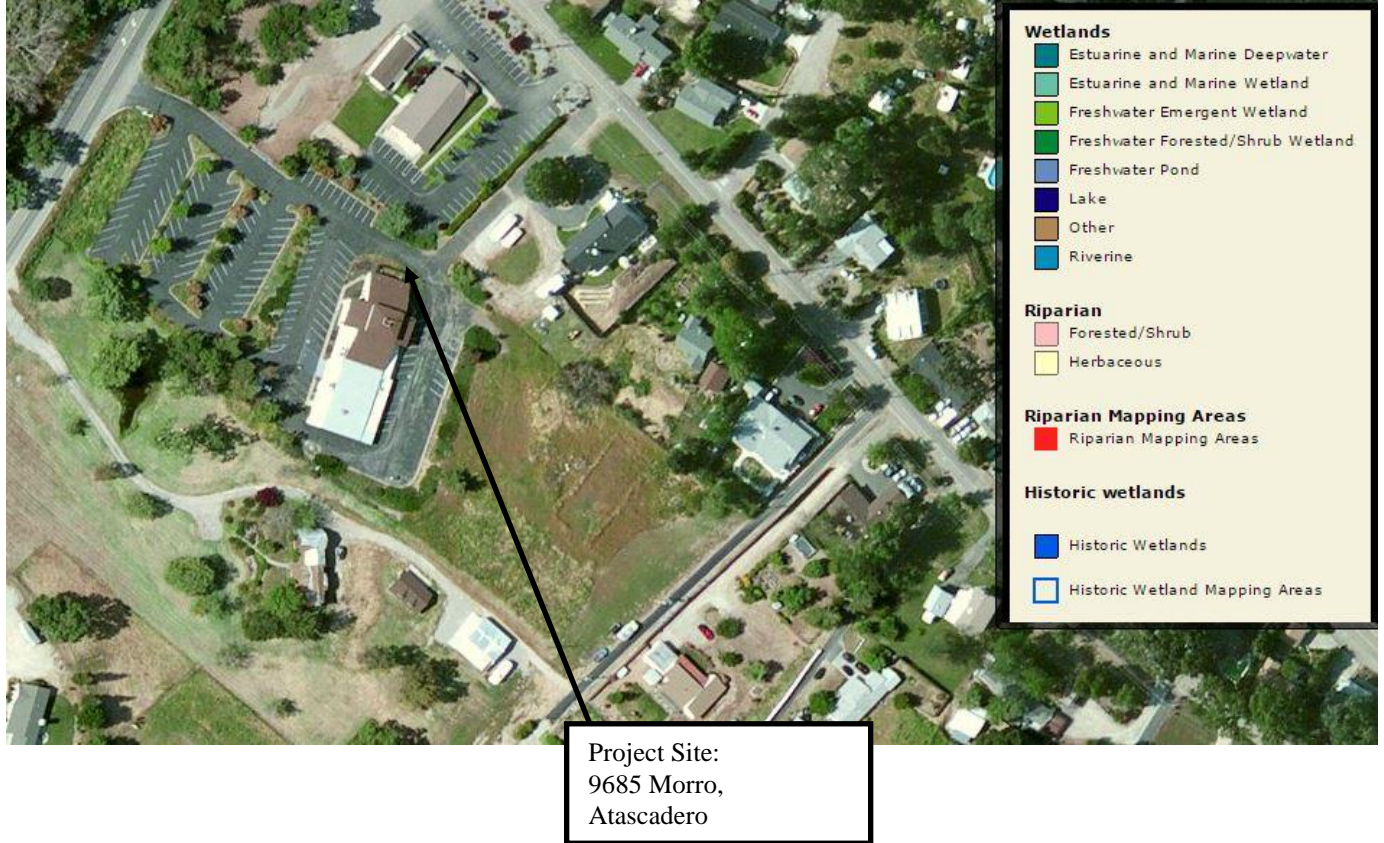 Wetlands
Estuarine and Marine Deepwater
Estuarine and Marine Wetland
Freshwater Emergent Wetland
Freshwater Forested/Shrub Wetland
Freshwater Pond
Lake
Other
Riverine
Riparian
Forested/Shrub
Herbaceous
Riparian Mapping Areas
Riparian Mapping Areas
Historic wetlands
Historic Wetlands
Historic Wetland Mapping Areas
Project Site:
9685 Morro,
Atascadero